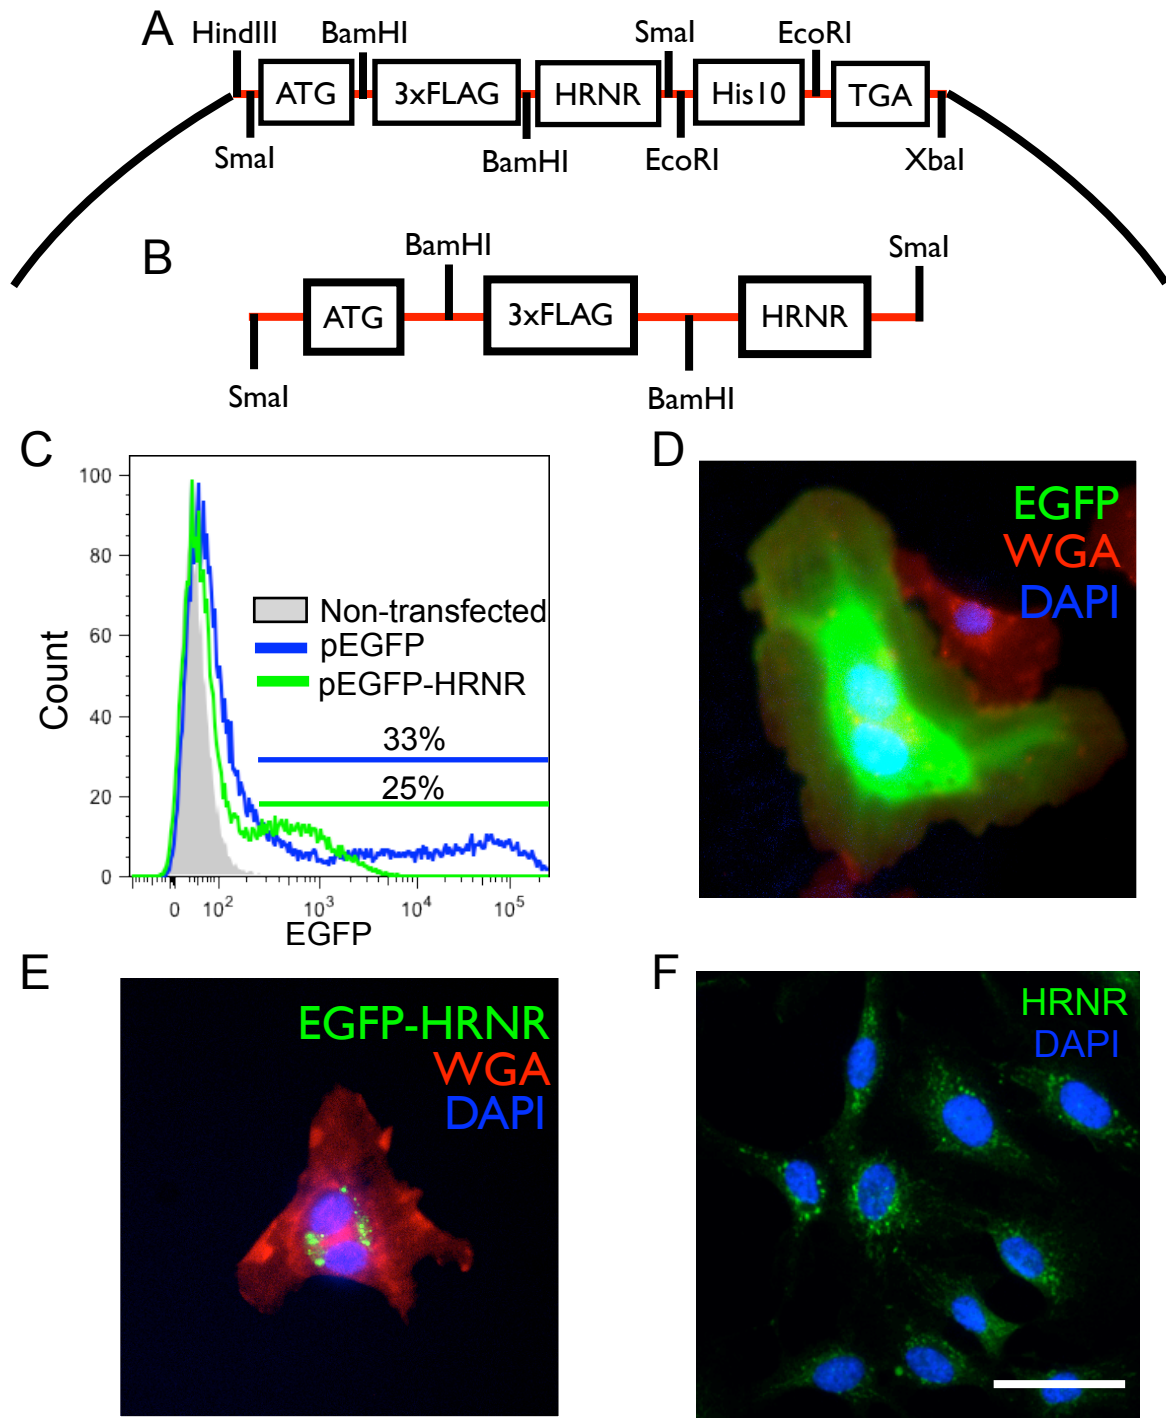 A
HindIII BamHI SmaI EcoRI
ATG 3xFLAG HRNR His10 TGA
SmaI BamHI EcoRI XbaI
B
BamHI SmaI
ATG 3xFLAG HRNR
SmaI BamHI
C
Count
100
80
60
40
20
0
Non-transfected
pEGFP
pEGFP-HRNR
33%
25%
0 10² 10³ 10⁴ 10⁵
EGFP
D
EGFP
WGA
DAPI
E
EGFP-HRNR
WGA
DAPI
F
HRNR
DAPI